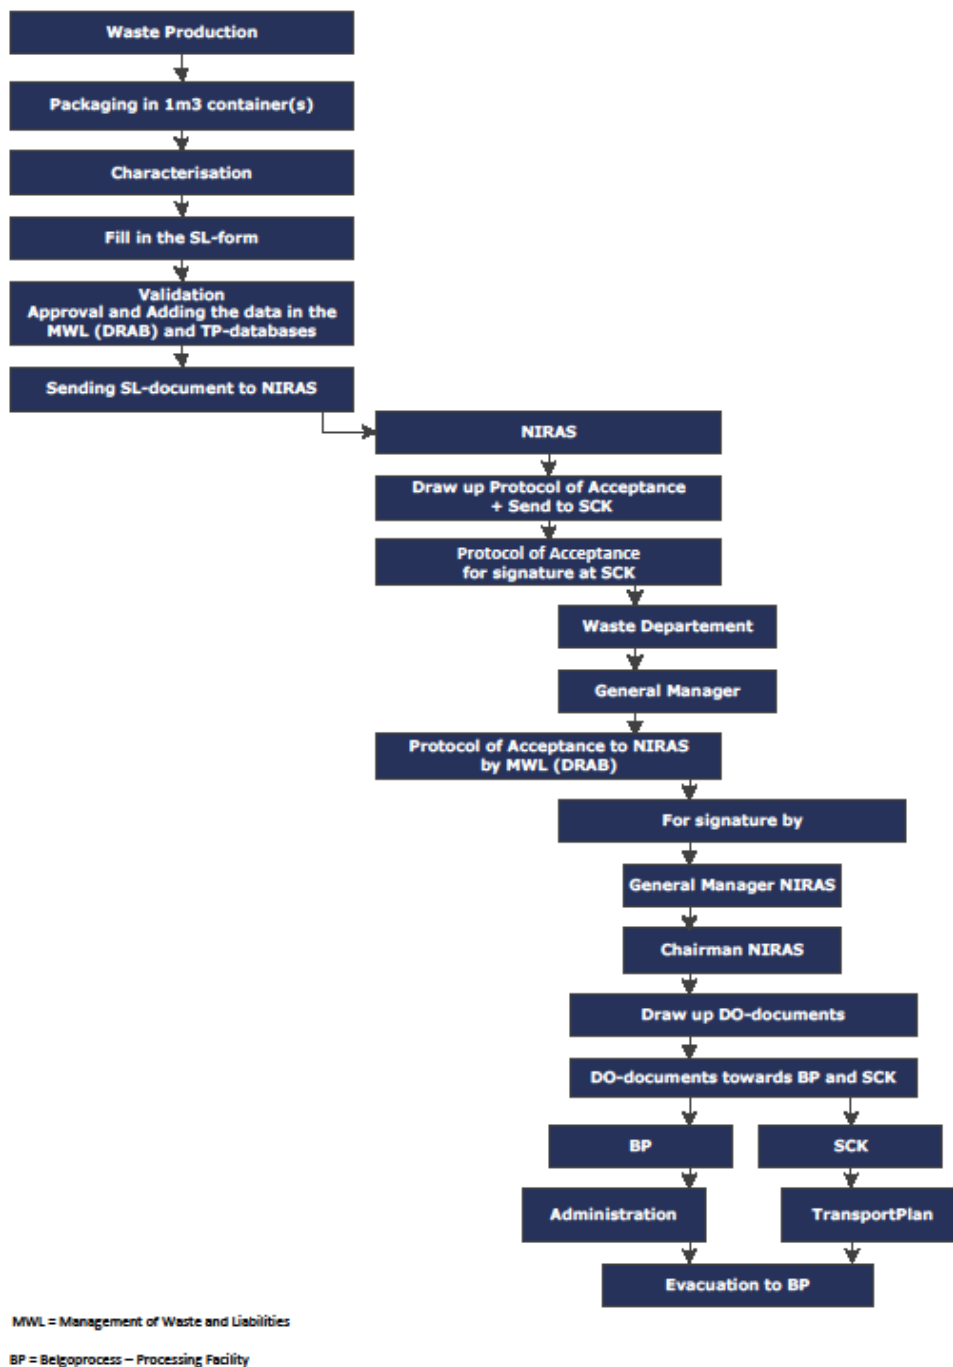 Waste Production
Packaging in 1m3 container(s)
Characterisation
Fill in the SL-form
Validation
Approval and Adding the data in the
MWL (DRAB) and TP-databases
Sending SL-document to NIRAS
NIRAS
Draw up Protocol of Acceptance
+ Send to SCK
Protocol of Acceptance
for signature at SCK
Waste Departement
General Manager
Protocol of Acceptance to NIRAS
by MWL (DRAB)
For signature by
General Manager NIRAS
Chairman NIRAS
Draw up DO-documents
DO-documents towards BP and SCK
BP
SCK
Administration
TransportPlan
Evacuation to BP
MWL = Management of Waste and Liabilities
BP = Belgoprocess – Processing Facility